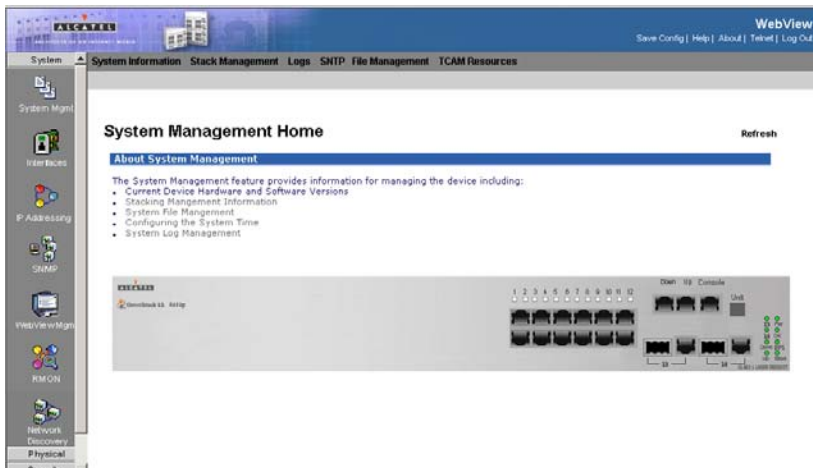 ALCATEL
WebView
Save Config | Help | About | Telnet | Log Out
System
System Information Stack Management Logs SNTP File Management TCAM Resources
System Mgmt
System Management Home
Refresh
Interfaces
About System Management
The System Management feature provides information for managing the device including:
Current Device Hardware and Software Versions
Stacking Mangement Information
System File Mangement
Configuring the System Time
System Log Management
IP Addressing
SNMP
WebView Mgm
RMON
Network Discovery
Physical
ALCATEL
1 2 3 4 5 6 7 8 9 10 11 12
Down Up Console
Unit